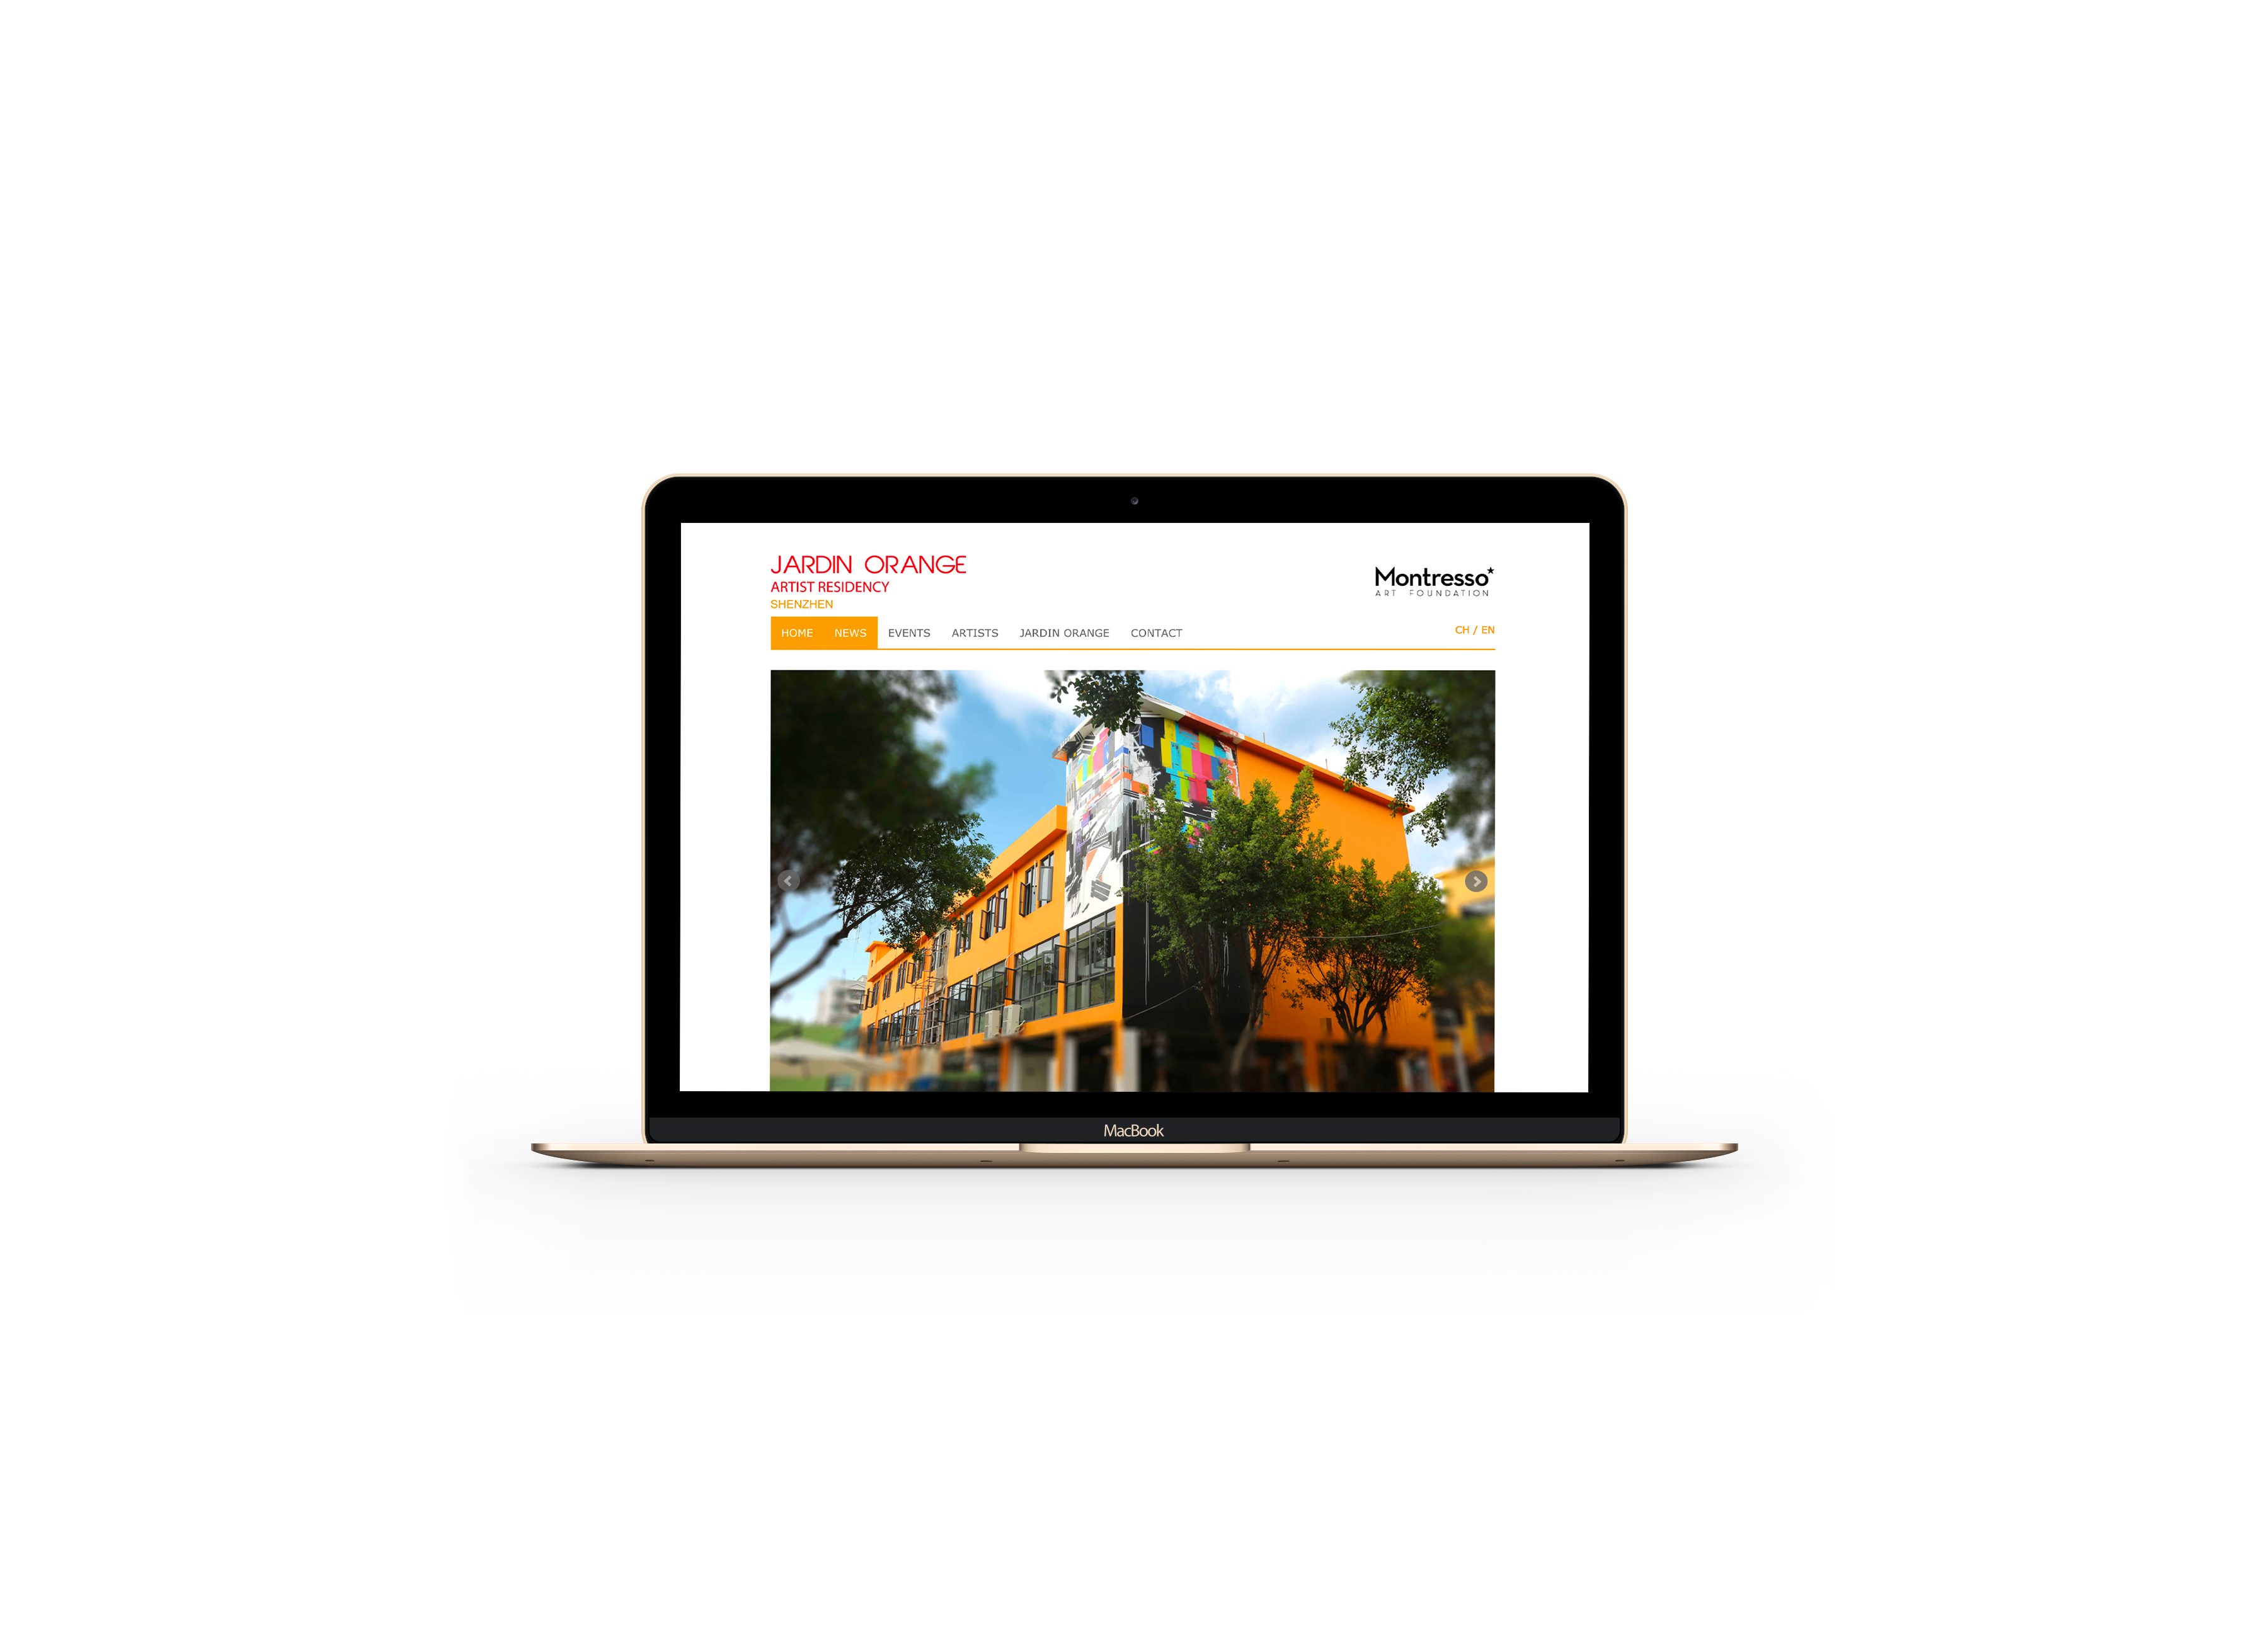 JARDIN ORANGE
ARTIST RESIDENCY
SHENZHEN
Montresso*
ART FOUNDATION
HOME NEWS EVENTS ARTISTS JARDIN ORANGE CONTACT CH / EN
MacBook